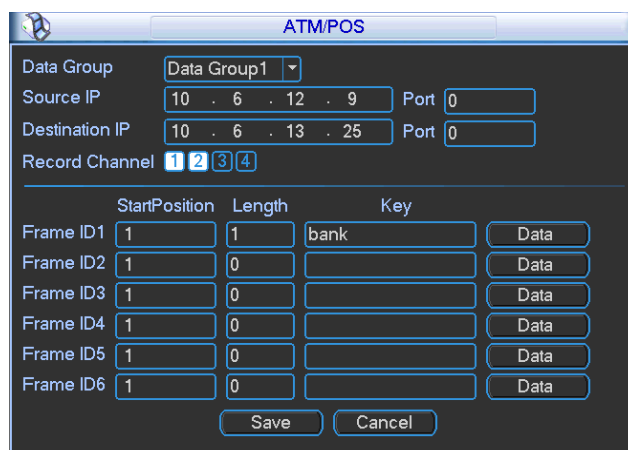 ATM/POS
Data Group Data Group1
Source IP 10 . 6 . 12 . 9 Port 0
Destination IP 10 . 6 . 13 . 25 Port 0
Record Channel 1 2 3 4
StartPosition Length Key
Frame ID1 1 1 bank Data
Frame ID2 1 0 Data
Frame ID3 1 0 Data
Frame ID4 1 0 Data
Frame ID5 1 0 Data
Frame ID6 1 0 Data
Save Cancel